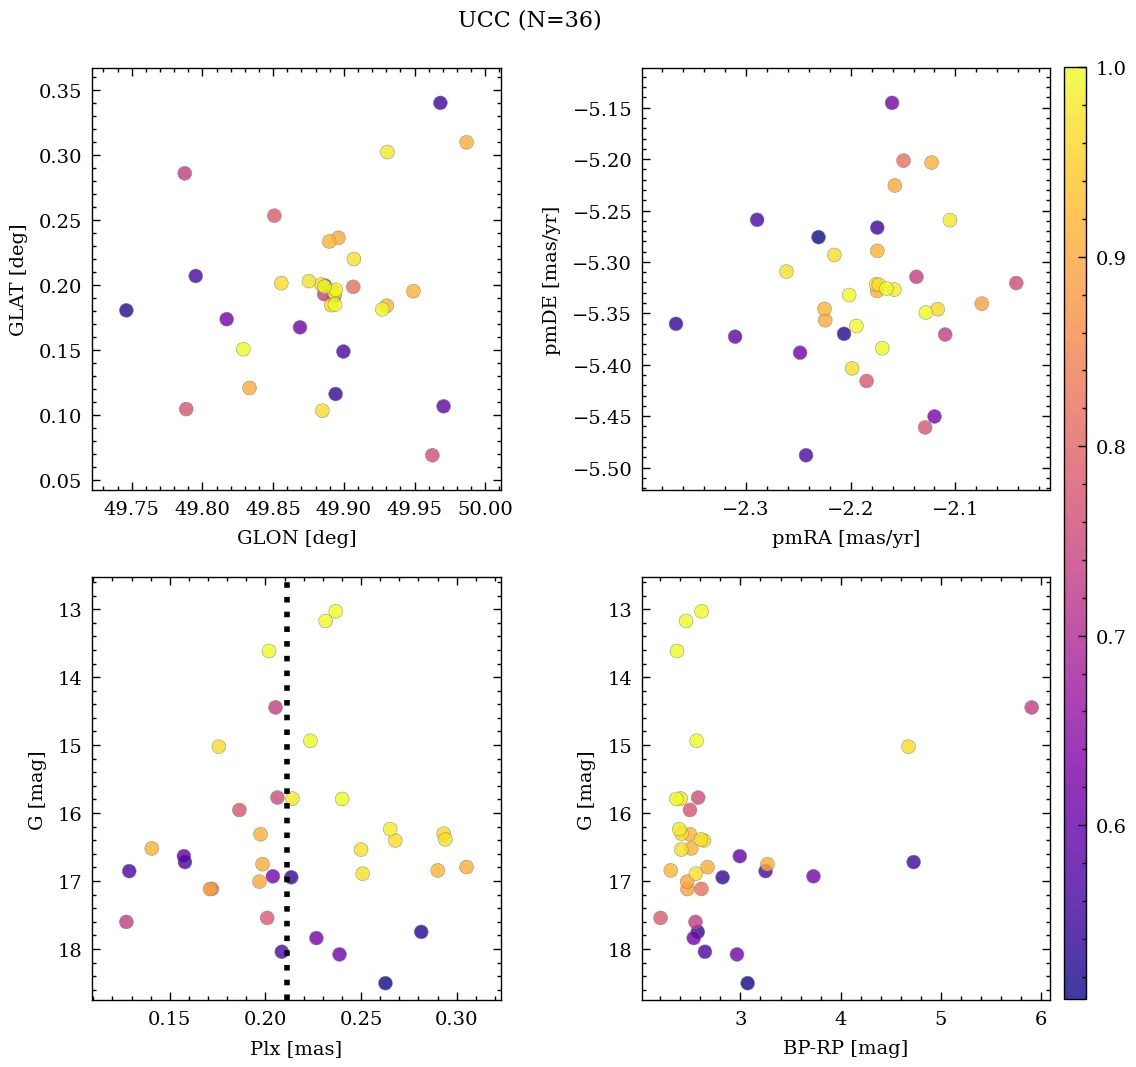 UCC (N=36)
0.35
0.30
0.25
0.20
0.15
0.10
0.05
GLAT [deg]
49.75 49.80 49.85 49.90 49.95 50.00
GLON [deg]
−5.15
−5.20
−5.25
−5.30
−5.35
−5.40
−5.45
−5.50
pmDE [mas/yr]
−2.3 −2.2 −2.1
pmRA [mas/yr]
1.0
0.9
0.8
0.7
0.6
13
14
15
16
17
18
G [mag]
0.15 0.20 0.25 0.30
Plx [mas]
13
14
15
16
17
18
G [mag]
3 4 5 6
BP-RP [mag]